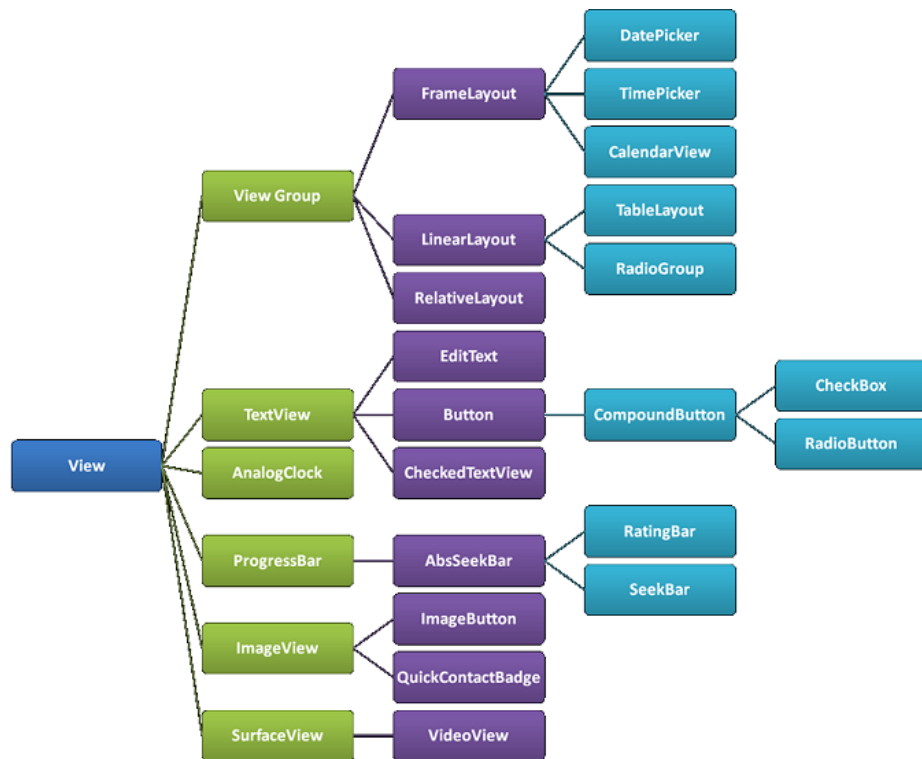 DatePicker
FrameLayout
TimePicker
CalendarView
View Group
TableLayout
LinearLayout
RadioGroup
RelativeLayout
EditText
CheckBox
TextView
Button
CompoundButton
RadioButton
View
AnalogClock
CheckedTextView
RatingBar
ProgressBar
AbsSeekBar
SeekBar
ImageButton
ImageView
QuickContactBadge
SurfaceView
VideoView